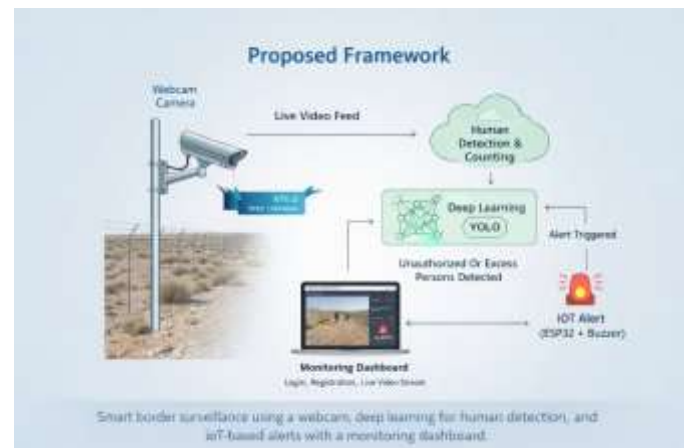 Proposed Framework
Webcam
Camera
Live Video Feed
Human
Detection &
Counting
Deep Learning
YOLO
Alert Triggered
Unauthorized Or Excess
Persons Detected
IOT Alert
(ESP32 + Buzzer)
Monitoring Dashboard
Login, Registration, Live Video Stream
Smart border surveillance using a webcam, deep learning for human detection, and
IoT-based alerts with a monitoring dashboard.